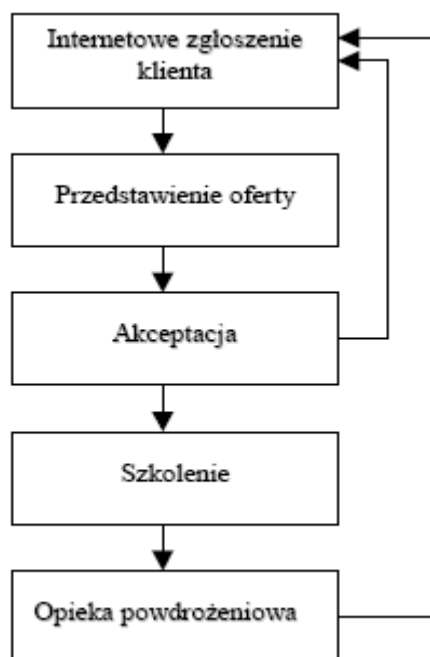 Internetowe zgłoszenie
klienta
Przedstawienie oferty
Akceptacja
Szkolenie
Opieka powdrożeniowa